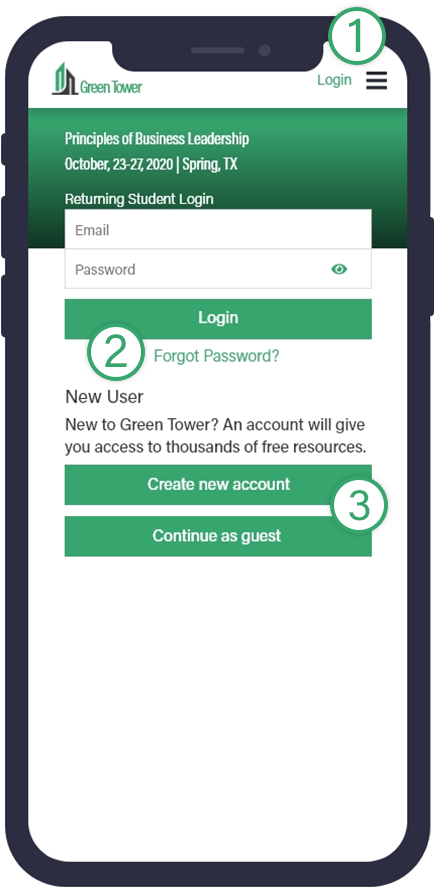 1
Green Tower
Login
Principles of Business Leadership
October, 23-27, 2020 | Spring, TX
Returning Student Login
Email
Password
Login
2
Forgot Password?
New User
New to Green Tower? An account will give
you access to thousands of free resources.
Create new account
3
Continue as guest